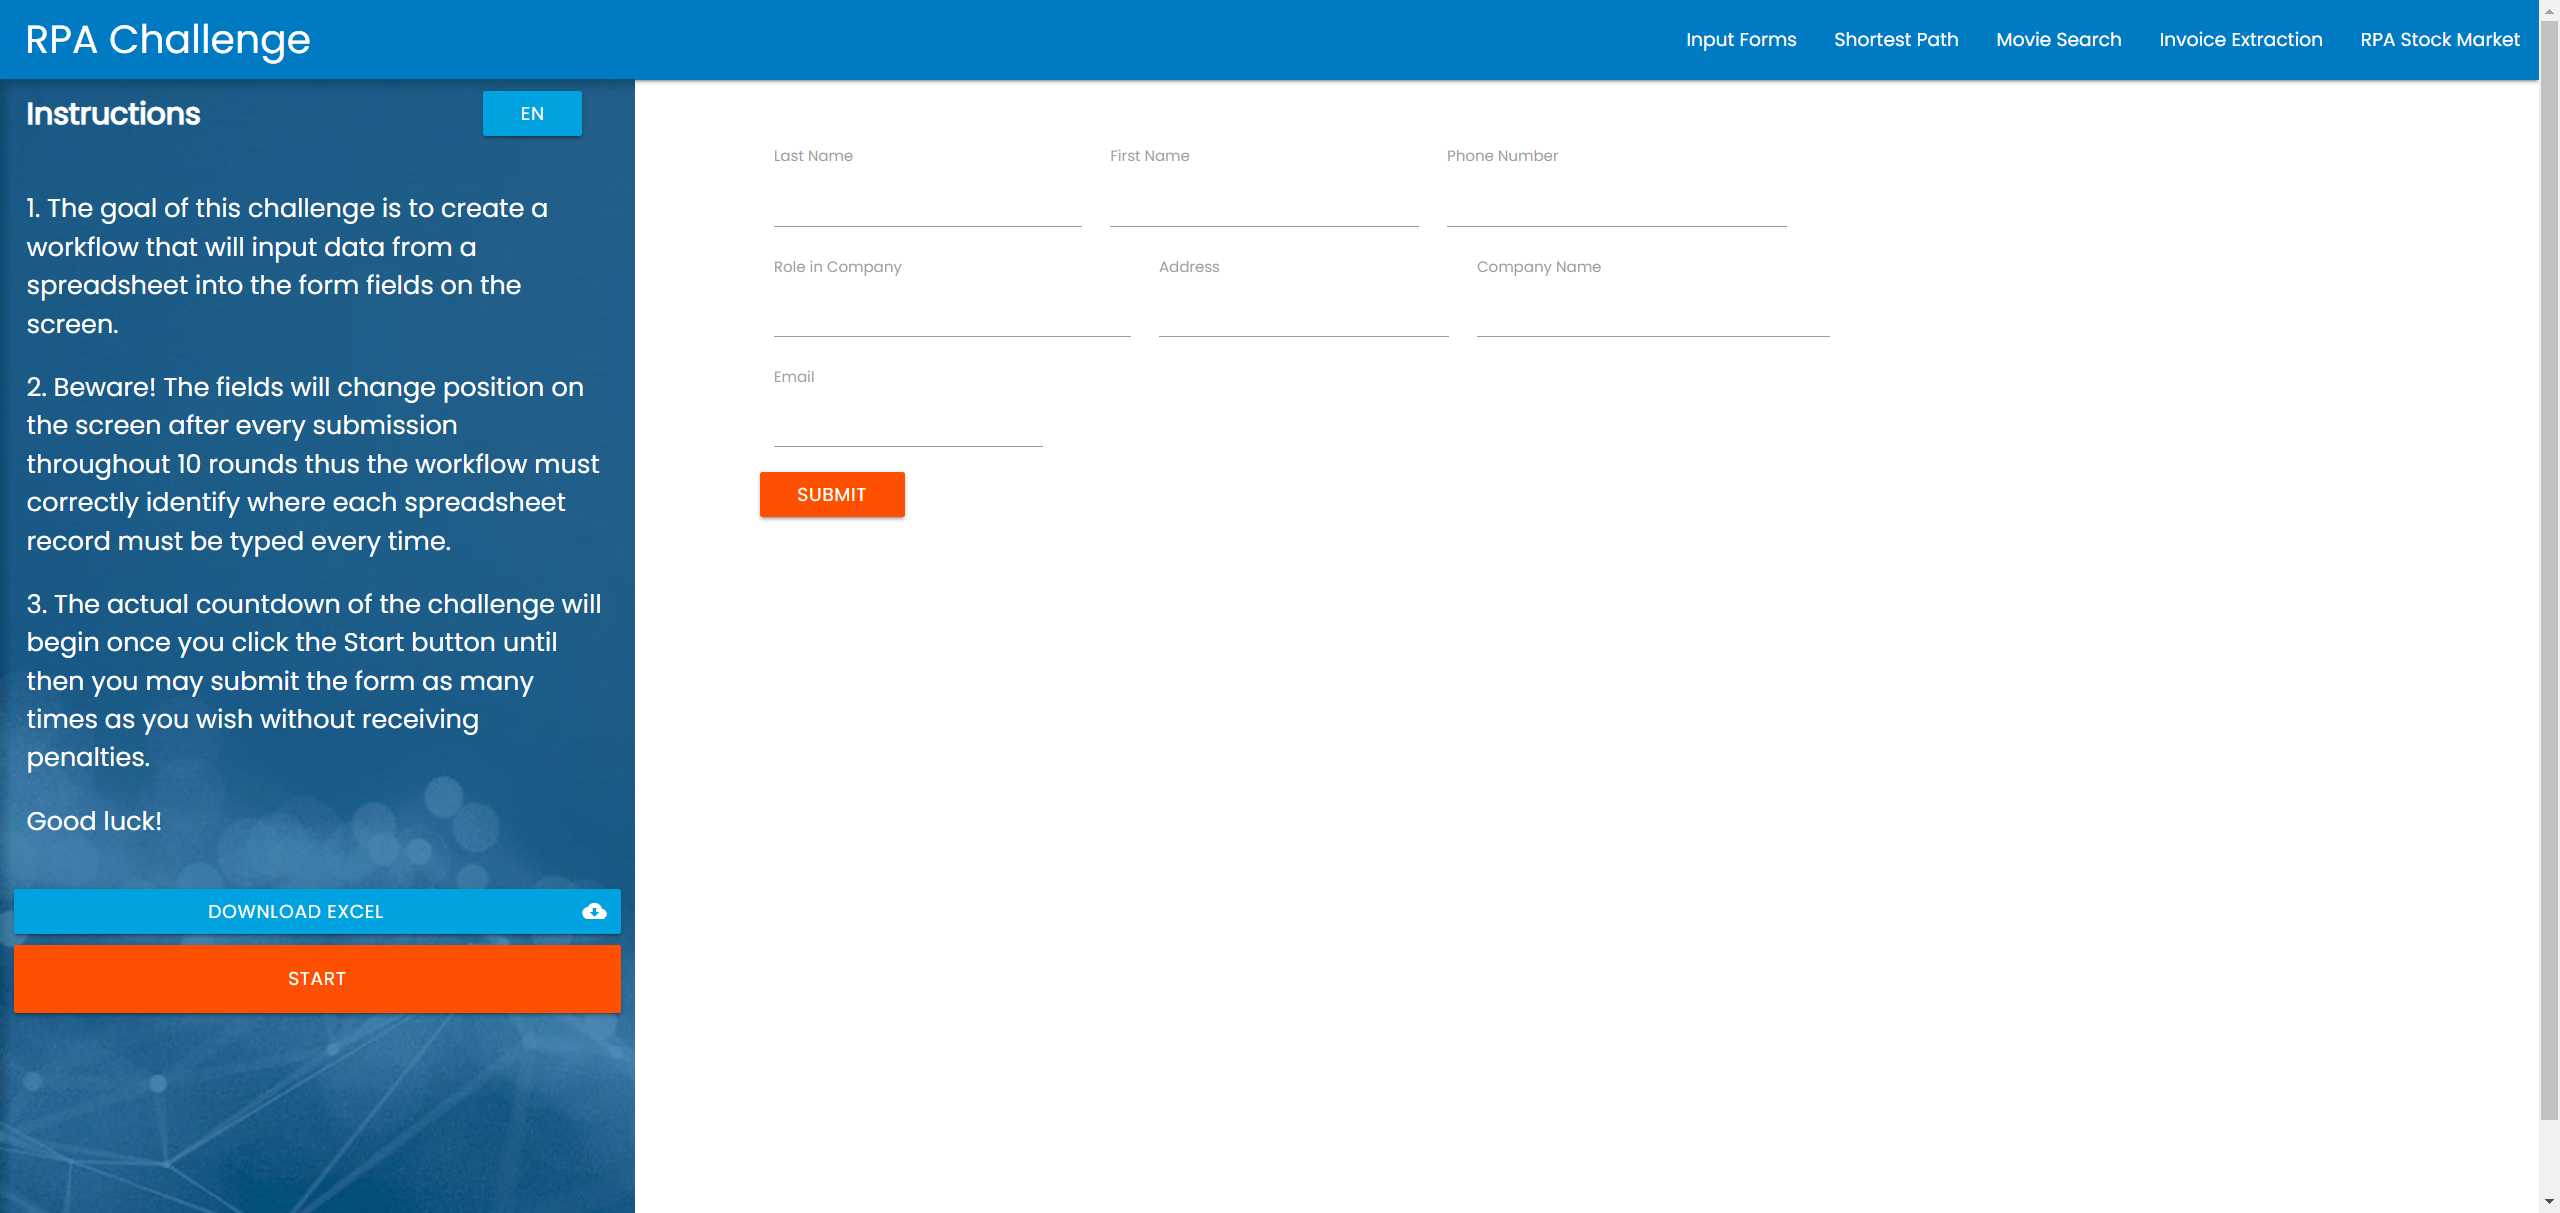 RPA Challenge
Input Forms
Shortest Path
Movie Search
Invoice Extraction
RPA Stock Market
Instructions
EN
1. The goal of this challenge is to create a
workflow that will input data from a
spreadsheet into the form fields on the
screen.
2. Beware! The fields will change position on
the screen after every submission
throughout 10 rounds thus the workflow must
correctly identify where each spreadsheet
record must be typed every time.
3. The actual countdown of the challenge will
begin once you click the Start button until
then you may submit the form as many
times as you wish without receiving
penalties.
Good luck!
DOWNLOAD EXCEL
START
Last Name
First Name
Phone Number
Role in Company
Address
Company Name
Email
SUBMIT